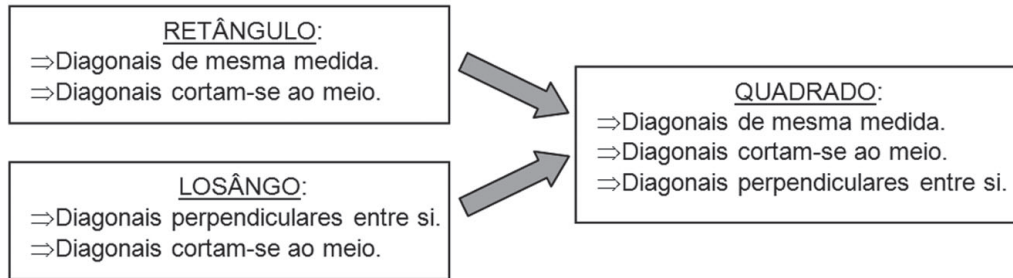 RETÂNGULO:
⇒Diagonais de mesma medida.
⇒Diagonais cortam-se ao meio.
LOSÂNGO:
⇒Diagonais perpendiculares entre si.
⇒Diagonais cortam-se ao meio.
QUADRADO:
⇒Diagonais de mesma medida.
⇒Diagonais cortam-se ao meio.
⇒Diagonais perpendiculares entre si.